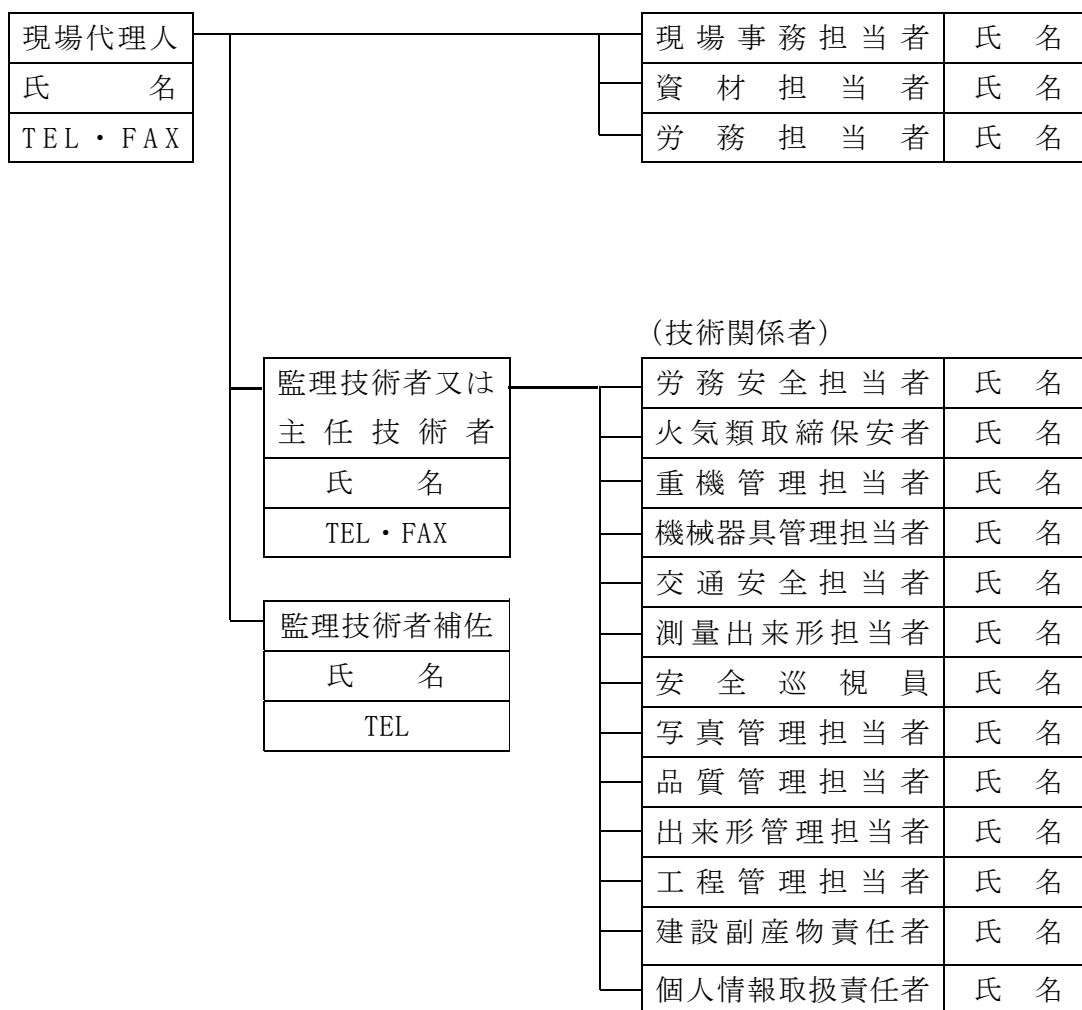 現場代理人
氏名
TEL・FAX
現場事務担当者 氏名
資材担当者 氏名
労務担当者 氏名
(技術関係者)
監理技術者又は
主任技術者
氏名
TEL・FAX
監理技術者補佐
氏名
TEL
労務安全担当者 氏名
火気類取締保安者 氏名
重機管理担当者 氏名
機械器具管理担当者 氏名
交通安全担当者 氏名
測量出来形担当者 氏名
安全巡視員 氏名
写真管理担当者 氏名
品質管理担当者 氏名
出来形管理担当者 氏名
工程管理担当者 氏名
建設副産物責任者 氏名
個人情報取扱責任者 氏名